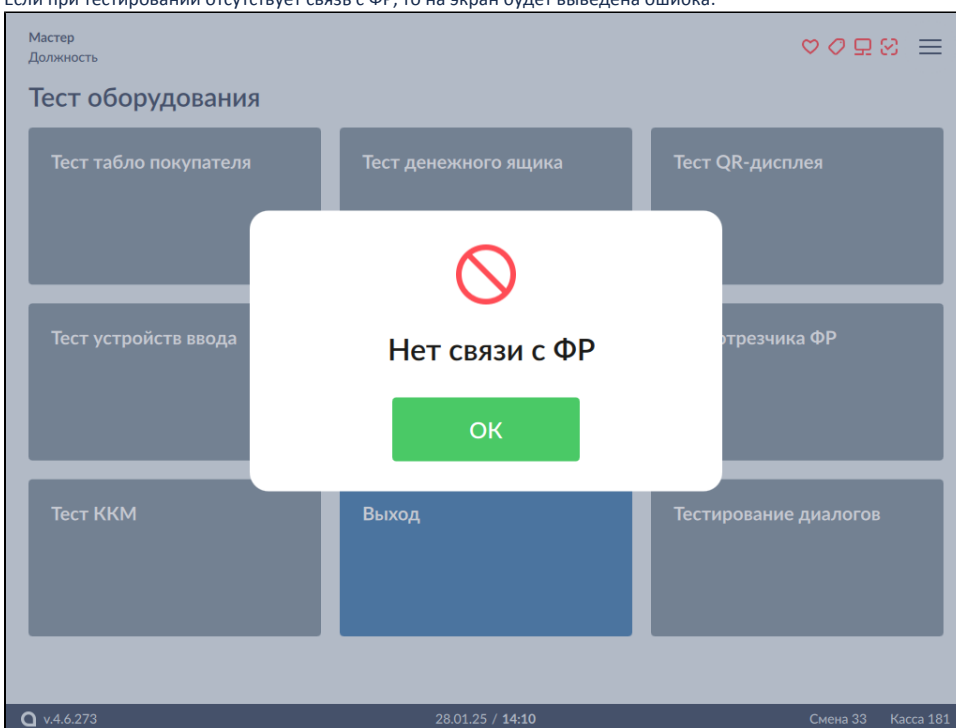 Если при тестировании отсутствует связь с ФР, то на экран будет выведена ошибка:
Мастер
Должность
Тест оборудования
Тест табло покупателя
Тест денежного ящика
Тест QR-дисплея
Тест устройств ввода
отрезчика ФР
Нет связи с ФР
ОК
Тест ККМ
Выход
Тестирование диалогов
v.4.6.273
28.01.25 / 14:10
Смена 33
Касса 181